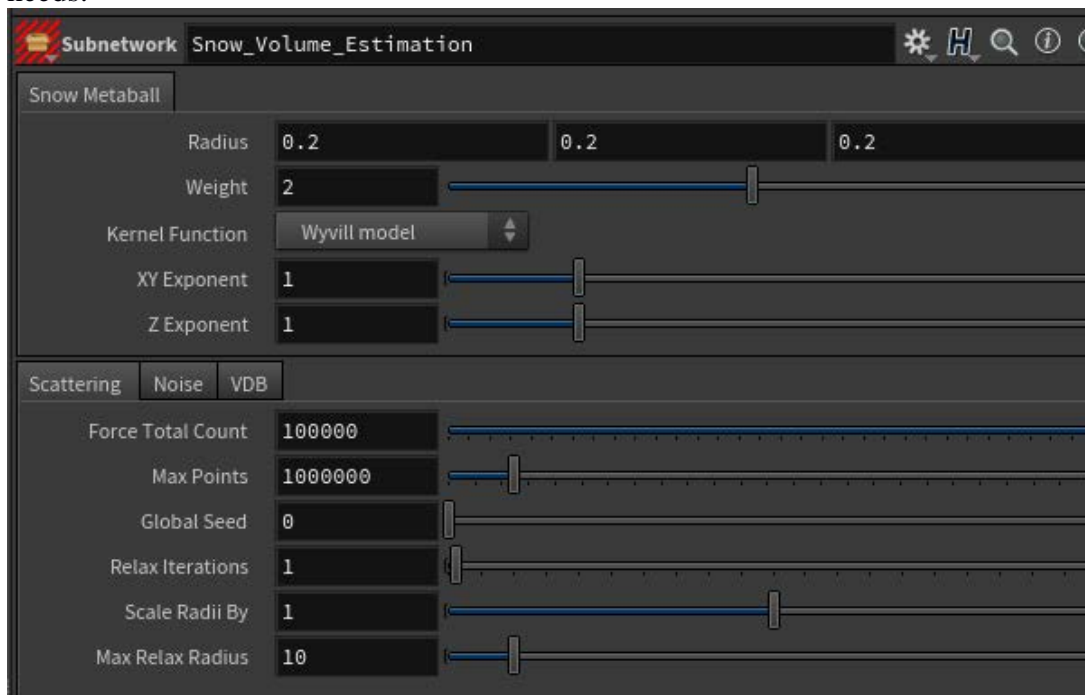 needs.
Subnetwork Snow_Volume_Estimation
Snow Metaball
Radius 0.2 0.2 0.2
Weight 2
Kernel Function Wyvill model
XY Exponent 1
Z Exponent 1
Scattering Noise VDB
Force Total Count 100000
Max Points 1000000
Global Seed 0
Relax Iterations 1
Scale Radii By 1
Max Relax Radius 10